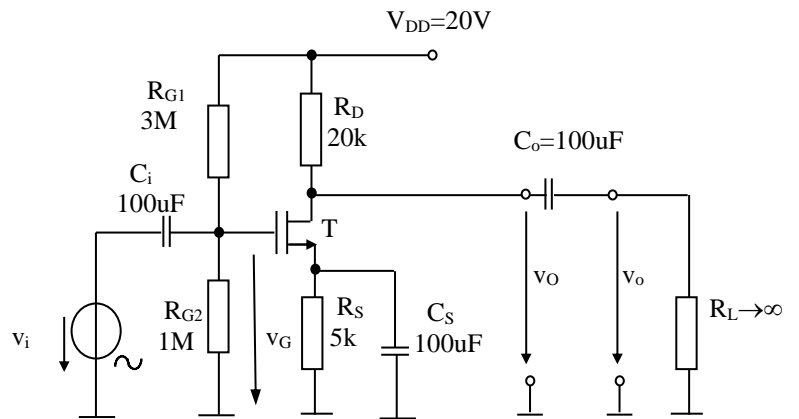 V_DD=20V
R_G1
3M
R_D
20k
C_o=100uF
C_i
100uF
T
R_G2
1M
v_i
v_G
R_S
5k
C_S
100uF
v_O
v_o
R_L→∞